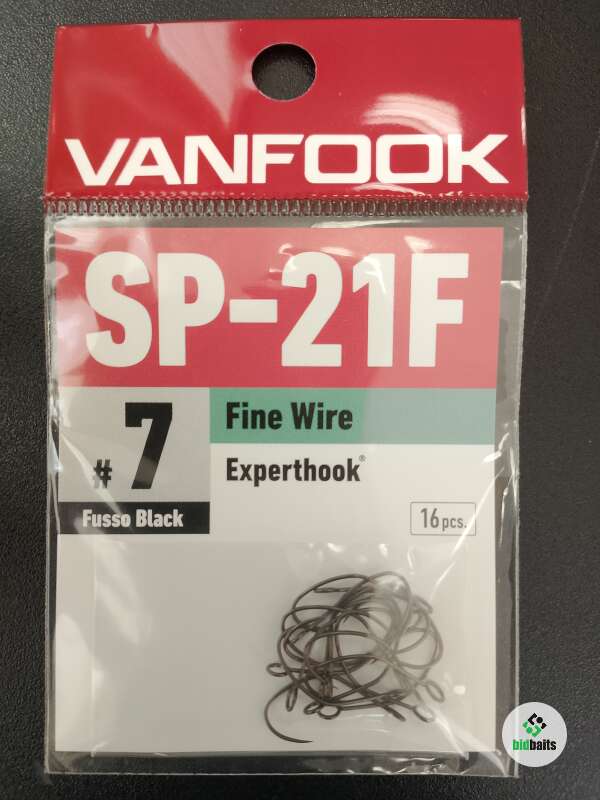 VANFOOK
SP-21F
#7
Fine Wire
Experthook®
Fusso Black
16pcs.
bidbaits